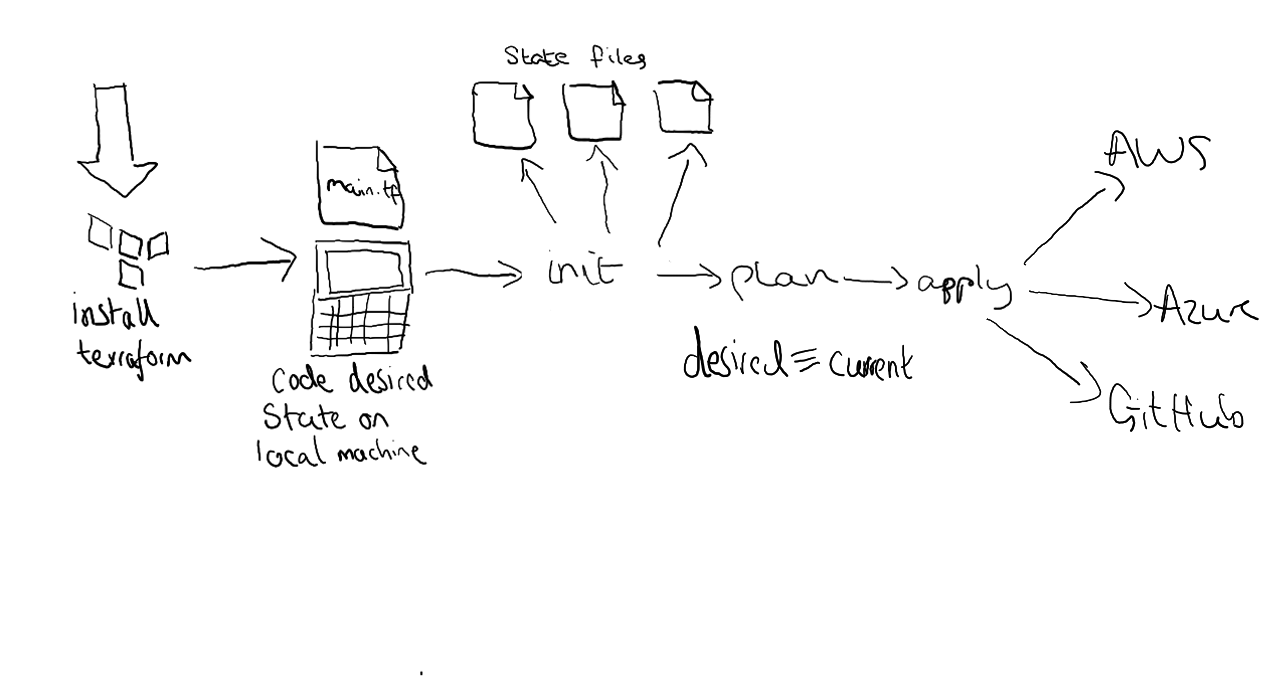 State files
main.tf
install
terraform
Code desired
State on
local machine
init
plan
desired ≡ current
apply
AWS
Azure
GitHub